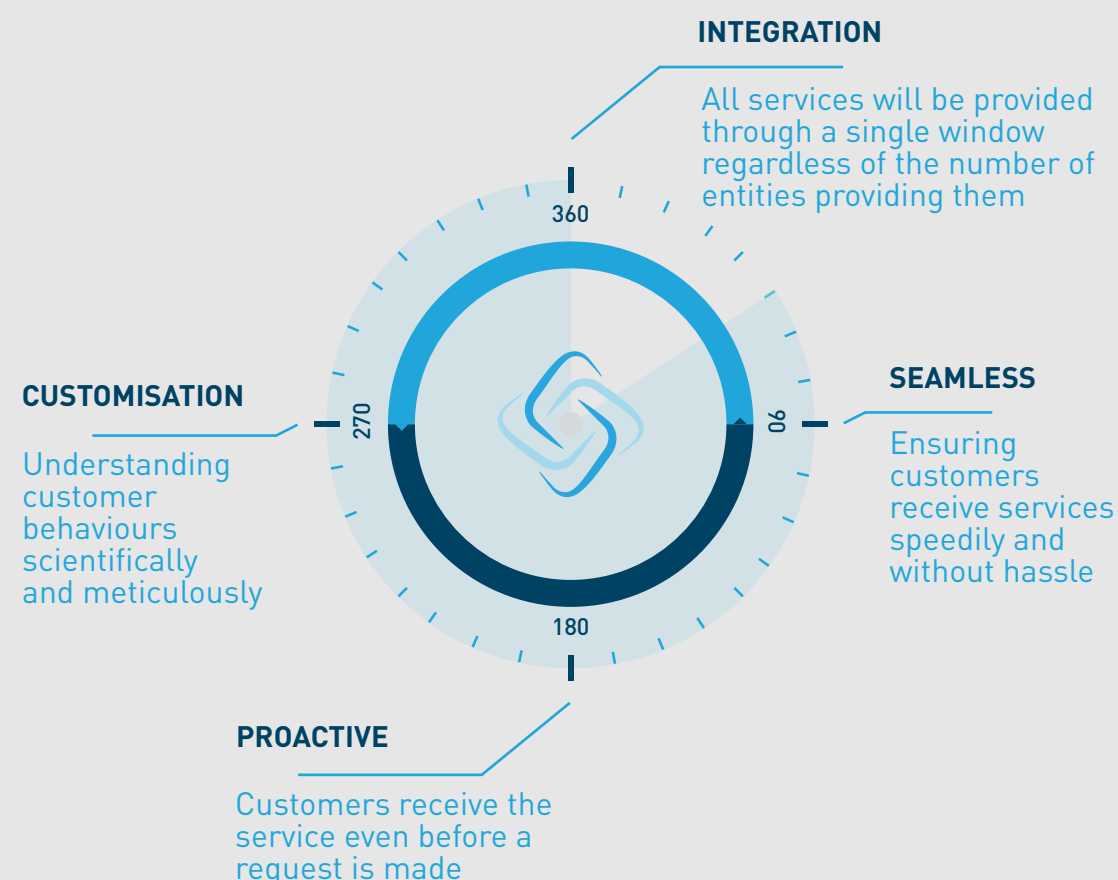 INTEGRATION
All services will be provided
through a single window
regardless of the number of
entities providing them
360
SEAMLESS
90
Ensuring
customers
receive services
speedily and
without hassle
CUSTOMISATION
270
Understanding
customer
behaviours
scientifically
and meticulously
180
PROACTIVE
Customers receive the
service even before a
request is made